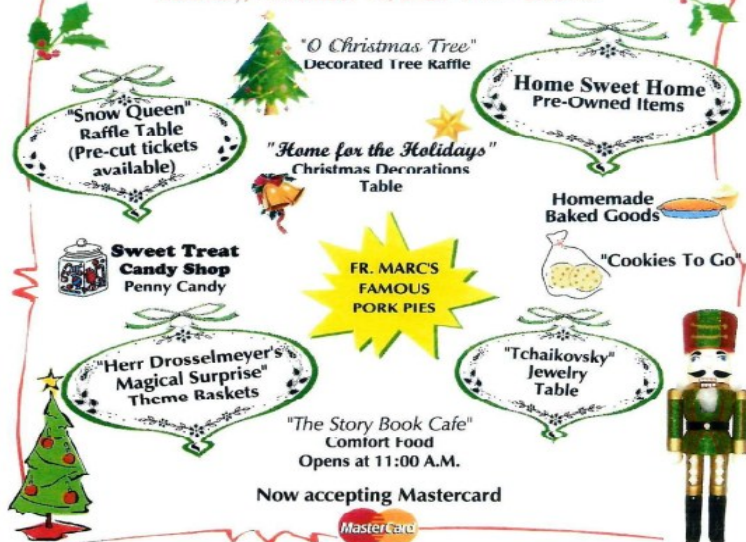 "O Christmas Tree"
Decorated Tree Raffle
Home Sweet Home
Pre-Owned Items
"Snow Queen"
Raffle Table
(Pre-cut tickets
available)
"Home for the Holidays"
Christmas Decorations
Table
Homemade
Baked Goods
Sweet Treat
Candy Shop
Penny Candy
FR. MARC'S
FAMOUS
PORK PIES
"Cookies To Go"
"Herr Drosselmeyer's
Magical Surprise"
Theme Baskets
"Tchaikovsky"
Jewelry
Table
"The Story Book Cafe"
Comfort Food
Opens at 11:00 A.M.
Now accepting Mastercard
MasterCard